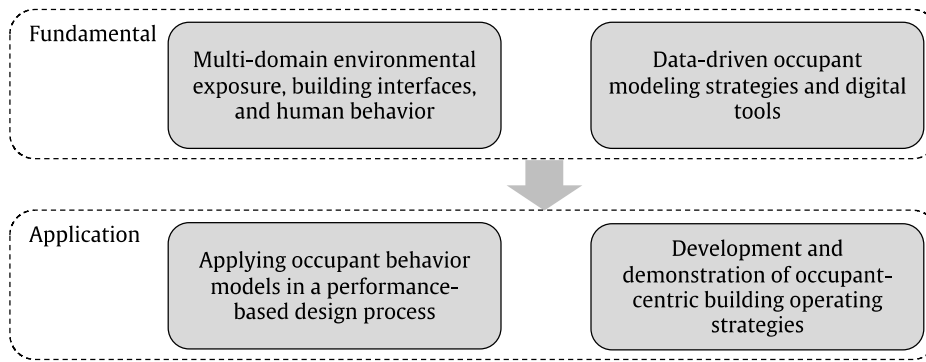 Fundamental
Multi-domain environmental
exposure, building interfaces,
and human behavior
Data-driven occupant
modeling strategies and digital
tools
Application
Applying occupant behavior
models in a performance-
based design process
Development and
demonstration of occupant-
centric building operating
strategies